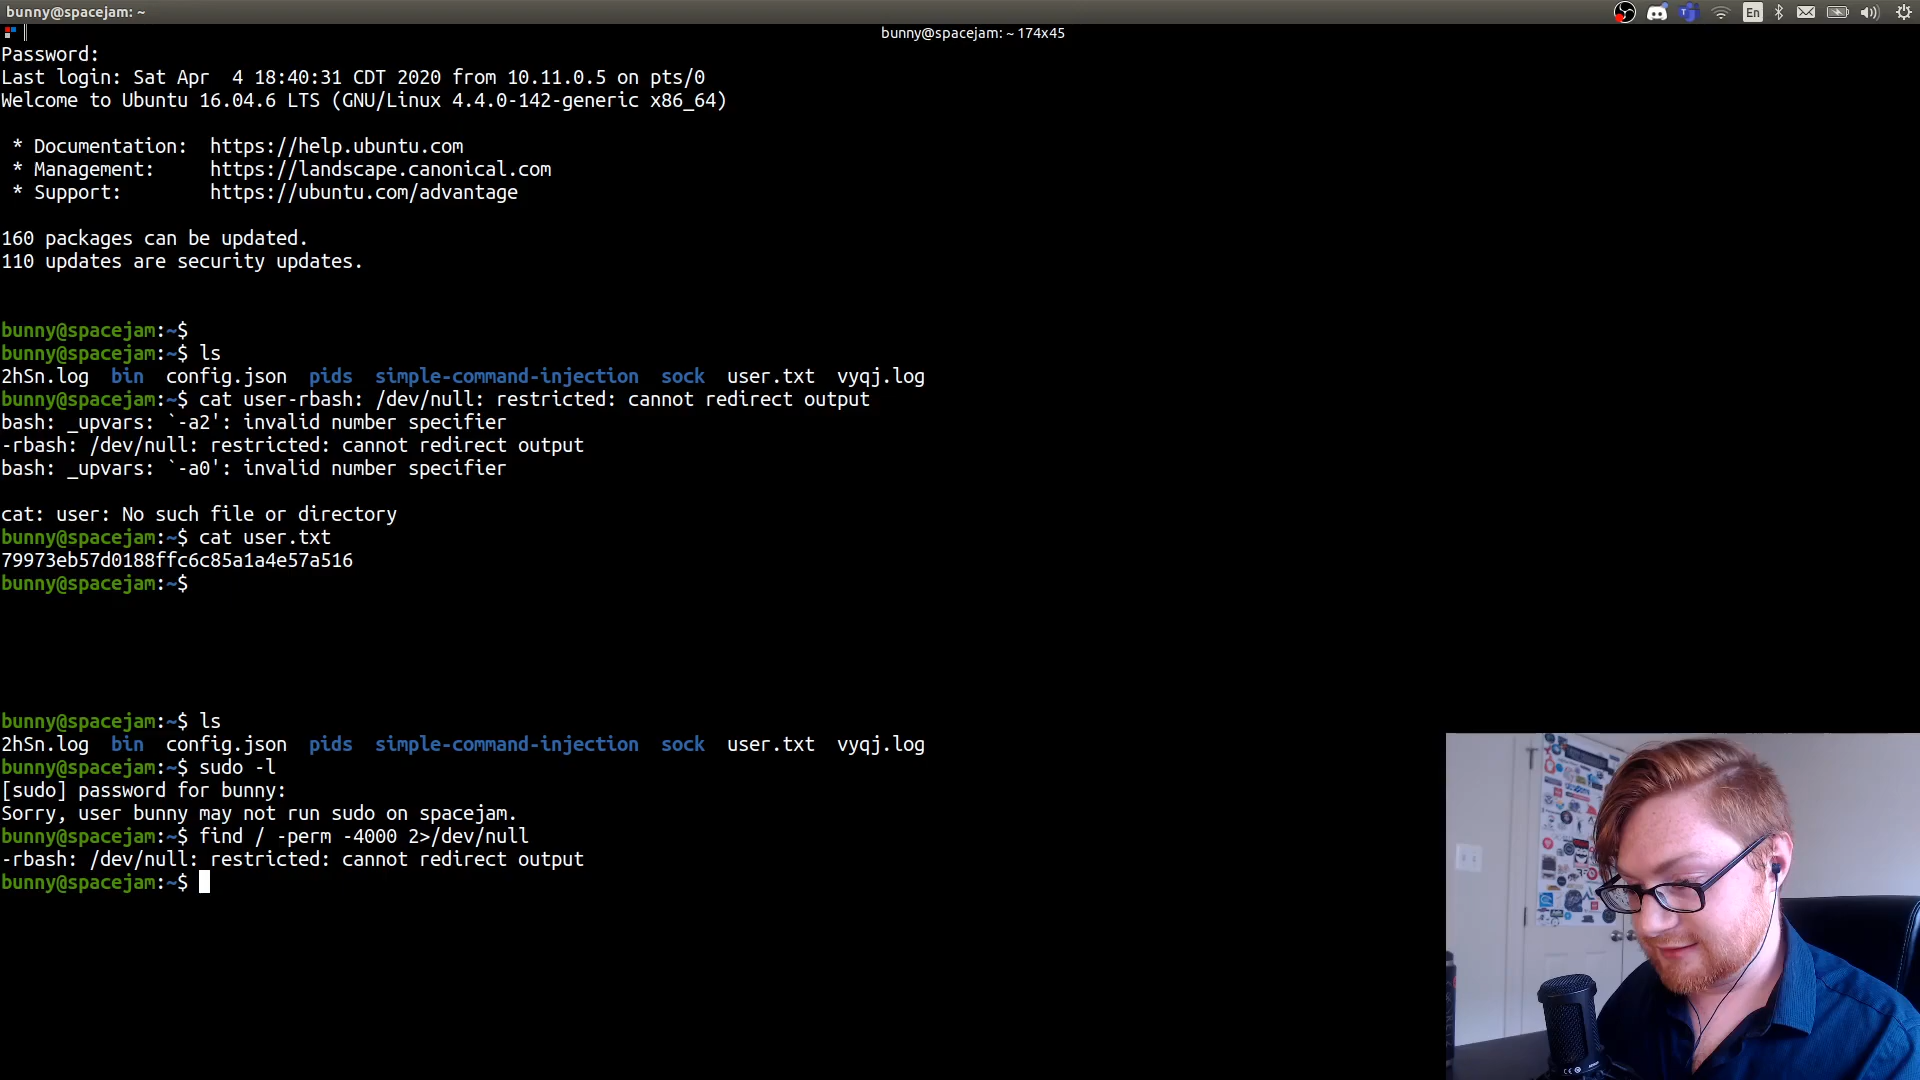 bunny@spacejam: ~
En
bunny@spacejam: ~ 174x45
Password:
Last login: Sat Apr  4 18:40:31 CDT 2020 from 10.11.0.5 on pts/0
Welcome to Ubuntu 16.04.6 LTS (GNU/Linux 4.4.0-142-generic x86_64)
* Documentation:  https://help.ubuntu.com
* Management:     https://landscape.canonical.com
* Support:        https://ubuntu.com/advantage
160 packages can be updated.
110 updates are security updates.
bunny@spacejam:~$
bunny@spacejam:~$ ls
2hSn.log  bin  config.json  pids  simple-command-injection  sock  user.txt  vyqj.log
bunny@spacejam:~$ cat user-rbash: /dev/null: restricted: cannot redirect output
bash: _upvars: `-a2': invalid number specifier
-rbash: /dev/null: restricted: cannot redirect output
bash: _upvars: `-a0': invalid number specifier
cat: user: No such file or directory
bunny@spacejam:~$ cat user.txt
79973eb57d0188ffc6c85a1a4e57a516
bunny@spacejam:~$
bunny@spacejam:~$ ls
2hSn.log  bin  config.json  pids  simple-command-injection  sock  user.txt  vyqj.log
bunny@spacejam:~$ sudo -l
[sudo] password for bunny:
Sorry, user bunny may not run sudo on spacejam.
bunny@spacejam:~$ find / -perm -4000 2>/dev/null
-rbash: /dev/null: restricted: cannot redirect output
bunny@spacejam:~$